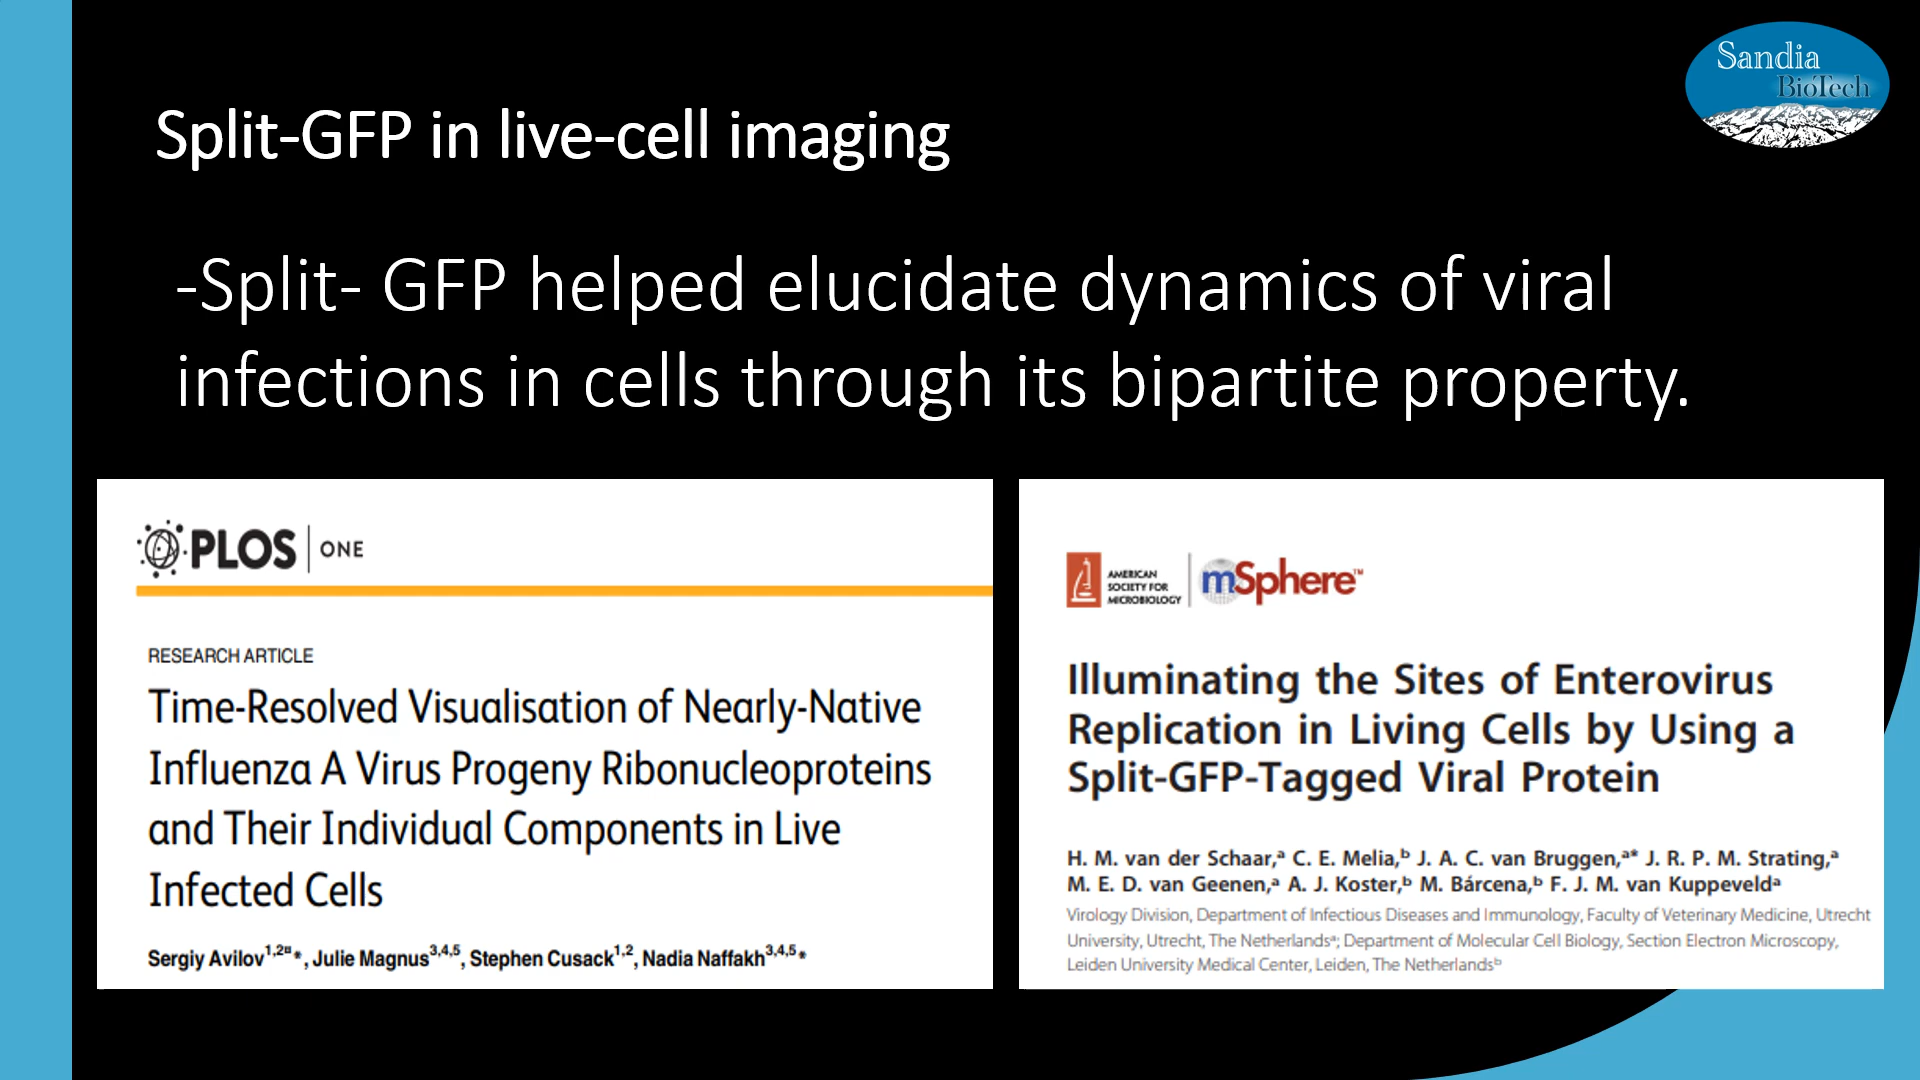 Sandia
BioTech
Split-GFP in live-cell imaging
-Split- GFP helped elucidate dynamics of viral
infections in cells through its bipartite property.
PLOS | ONE
RESEARCH ARTICLE
Time-Resolved Visualisation of Nearly-Native
Influenza A Virus Progeny Ribonucleoproteins
and Their Individual Components in Live
Infected Cells
Sergiy Avilov1,2¤*, Julie Magnus3,4,5, Stephen Cusack1,2, Nadia Naffakh3,4,5*
AMERICAN
SOCIETY FOR
MICROBIOLOGY
mSphere™
Illuminating the Sites of Enterovirus
Replication in Living Cells by Using a
Split-GFP-Tagged Viral Protein
H. M. van der Schaar,a C. E. Melia,b J. A. C. van Bruggen,a* J. R. P. M. Strating,a
M. E. D. van Geenen,a A. J. Koster,b M. Bárcena,b F. J. M. van Kuppevelda
Virology Division, Department of Infectious Diseases and Immunology, Faculty of Veterinary Medicine, Utrecht
University, Utrecht, The Netherlandsa; Department of Molecular Cell Biology, Section Electron Microscopy,
Leiden University Medical Center, Leiden, The Netherlandsb